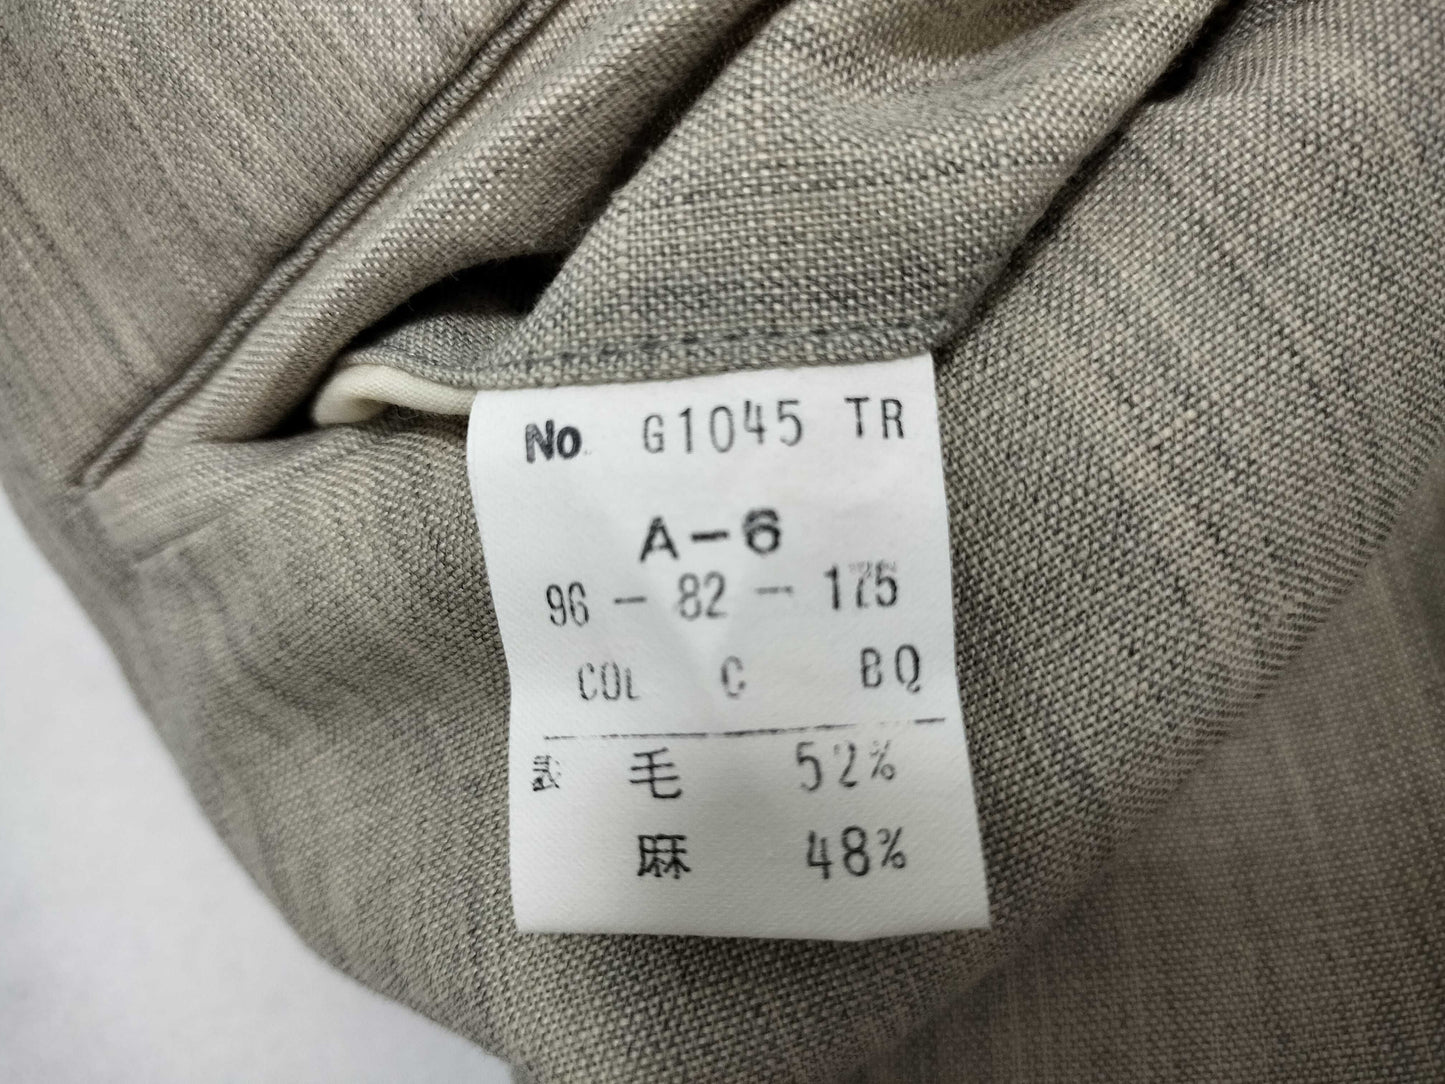 No. G1045 TR
A-6
96 - 82 - 175
COL C BQ
毛 52%
麻 48%